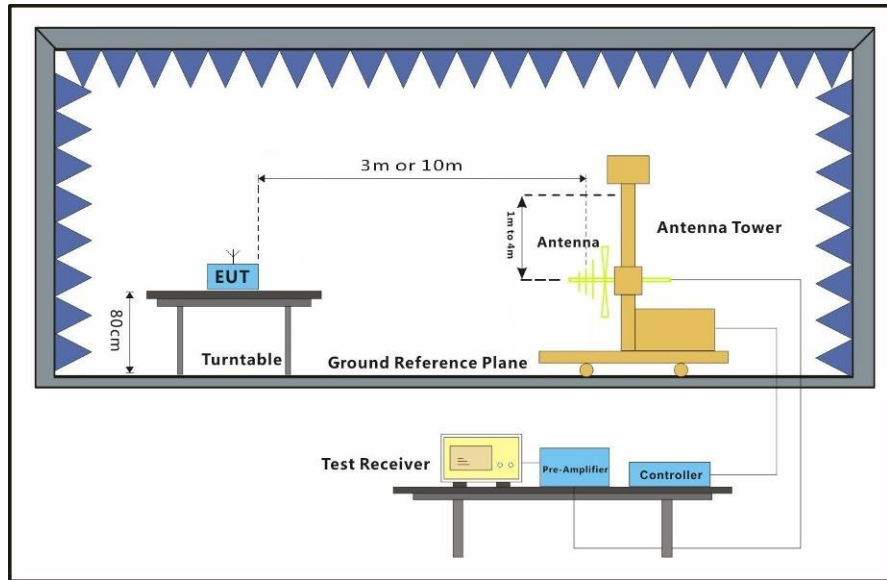 3m or 10m
1m to 4m
Antenna
Antenna Tower
EUT
80cm
Turntable
Ground Reference Plane
Test Receiver
Pre-Amplifier
Controller